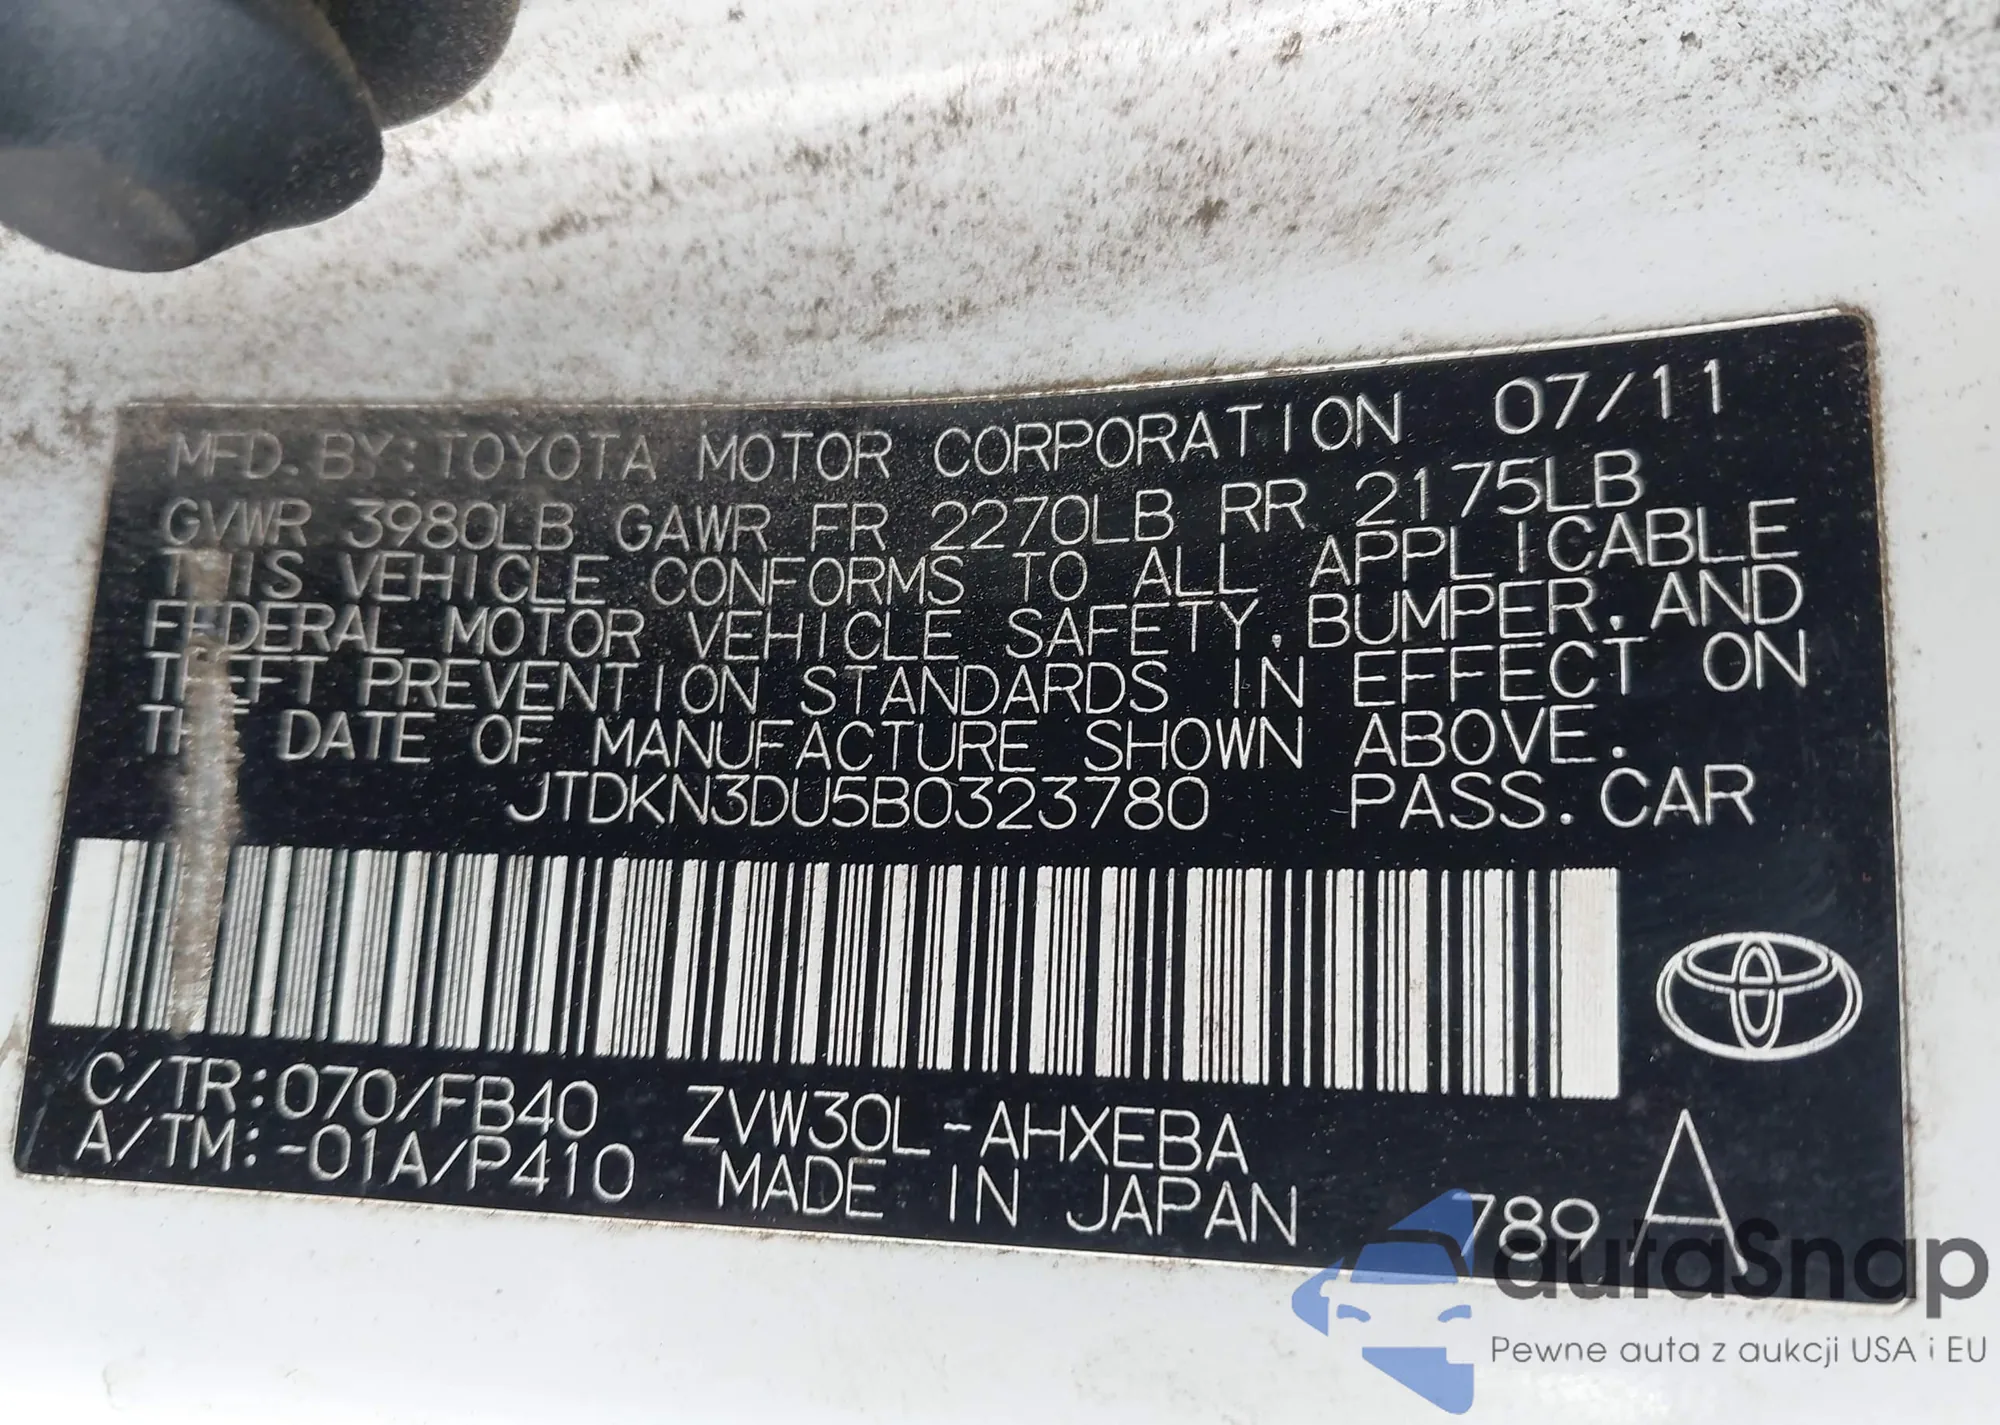 MFD. BY: TOYOTA MOTOR CORPORATION 07/11
GVWR 3980LB GAWR FR 2270LB RR 2175LB
THIS VEHICLE CONFORMS TO ALL APPLICABLE
FEDERAL MOTOR VEHICLE SAFETY, BUMPER, AND
THEFT PREVENTION STANDARDS IN EFFECT ON
THE DATE OF MANUFACTURE SHOWN ABOVE.
JTDKN3DU5B0323780 PASS. CAR
C/TR:070/FB40 ZVW30L-AHXEBA
A/TM:-01A/P410 MADE IN JAPAN 789 A
autaSnap
Pewne auta z aukcji USA i EU